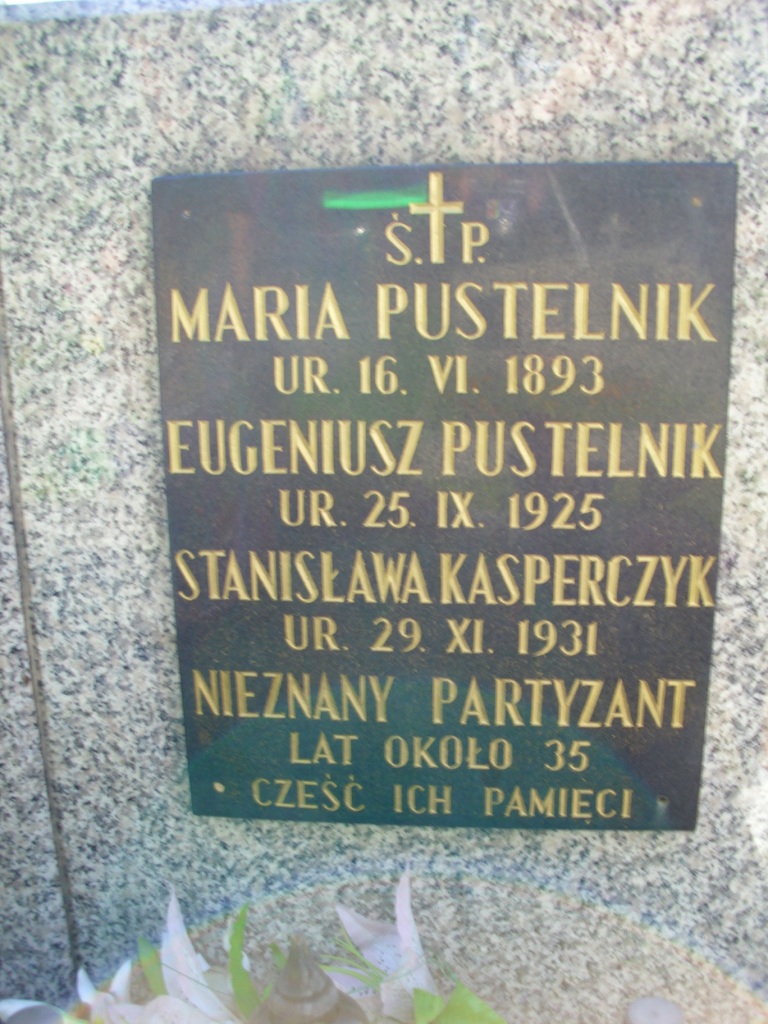 Ś. P.
MARIA PUSTELNIK
UR. 16. VI. 1893
EUGENIUSZ PUSTELNIK
UR. 25. IX. 1925
STANISŁAWA KASPERCZYK
UR. 29. XI. 1931
NIEZNANY PARTYZANT
LAT OKOŁO 35
CZEŚĆ ICH PAMIĘCI